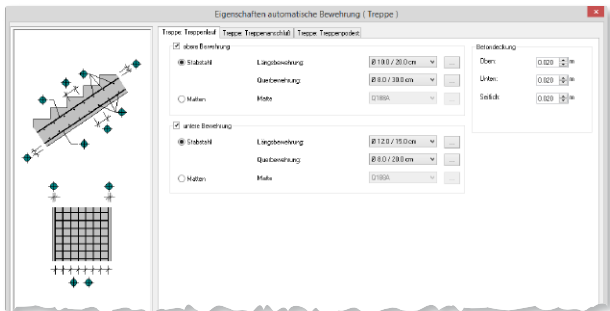 Eigenschaften automatische Bewehrung ( Treppe )
Treppe: Treppenlauf Treppe: Treppenanschluß Treppe: Treppenpodest
obere Bewehrung
Stabstahl Längsbewehrung: Ø 10.0 / 20.0 cm ...
Querbewehrung: Ø 8.0 / 30.0 cm ...
Matten Matte Q188A ...
untere Bewehrung
Stabstahl Längsbewehrung: Ø 12.0 / 15.0 cm ...
Querbewehrung: Ø 8.0 / 20.0 cm ...
Matten Matte Q188A ...
Betondeckung
Oben: 0.020 m
Unten: 0.020 m
Seitlich: 0.020 m